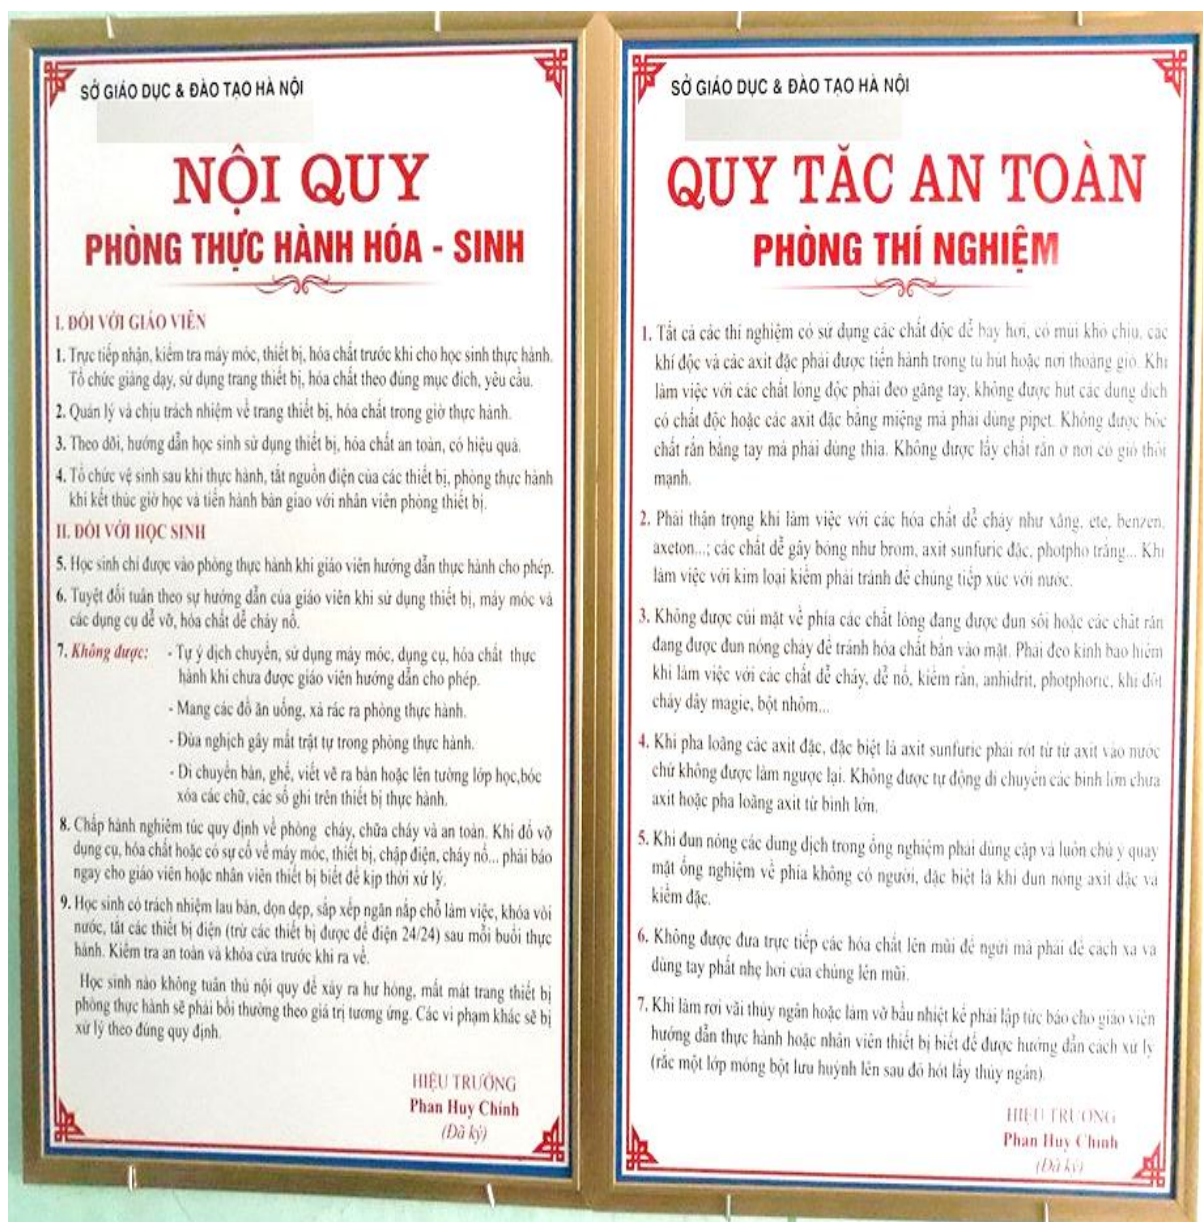 SỞ GIÁO DỤC & ĐÀO TẠO HÀ NỘI
NỘI QUY
PHÒNG THỰC HÀNH HÓA - SINH
I. ĐỐI VỚI GIÁO VIÊN
1. Trực tiếp nhận, kiểm tra máy móc, thiết bị, hóa chất trước khi cho học sinh thực hành.
Tổ chức giảng dạy, sử dụng trang thiết bị, hóa chất theo đúng mục đích, yêu cầu.
2. Quản lý và chịu trách nhiệm về trang thiết bị, hóa chất trong giờ thực hành.
3. Theo dõi, hướng dẫn học sinh sử dụng thiết bị, hóa chất an toàn, có hiệu quả.
4. Tổ chức vệ sinh sau khi thực hành, tắt nguồn điện của các thiết bị, phòng thực hành
khi kết thúc giờ học và tiến hành bàn giao với nhân viên phòng thiết bị.
II. ĐỐI VỚI HỌC SINH
5. Học sinh chỉ được vào phòng thực hành khi giáo viên hướng dẫn thực hành cho phép.
6. Tuyệt đối tuân theo sự hướng dẫn của giáo viên khi sử dụng thiết bị, máy móc và
các dụng cụ dễ vỡ, hóa chất dễ cháy nổ.
7. Không được: - Tự ý dịch chuyển, sử dụng máy móc, dụng cụ, hóa chất thực
hành khi chưa được giáo viên hướng dẫn cho phép.
- Mang các đồ ăn uống, xả rác ra phòng thực hành.
- Đùa nghịch gây mất trật tự trong phòng thực hành.
- Di chuyển bàn, ghế, viết vẽ ra bàn hoặc lên tường lớp học,bóc
xóa các chữ, các số ghi trên thiết bị thực hành.
8. Chấp hành nghiêm túc quy định về phòng cháy, chữa cháy và an toàn. Khi đổ vỡ
dụng cụ, hóa chất hoặc có sự cố về máy móc, thiết bị, chập điện, cháy nổ... phải báo
ngay cho giáo viên hoặc nhân viên thiết bị biết để kịp thời xử lý.
9. Học sinh có trách nhiệm lau bàn, dọn dẹp, sắp xếp ngăn nắp chỗ làm việc, khóa vòi
nước, tắt các thiết bị điện (trừ các thiết bị được để điện 24/24) sau mỗi buổi thực
hành. Kiểm tra an toàn và khóa cửa trước khi ra về.
Học sinh nào không tuân thủ nội quy để xảy ra hư hỏng, mất mát trang thiết bị
phòng thực hành sẽ phải bồi thường theo giá trị tương ứng. Các vi phạm khác sẽ bị
xử lý theo đúng quy định.
HIỆU TRƯỞNG
Phan Huy Chính
(Đã ký)
SỞ GIÁO DỤC & ĐÀO TẠO HÀ NỘI
QUY TẮC AN TOÀN
PHÒNG THÍ NGHIỆM
1. Tất cả các thí nghiệm có sử dụng các chất độc dễ bay hơi, có mùi khó chịu, các
khí độc và các axit đặc phải được tiến hành trong tủ hút hoặc nơi thoáng gió. Khi
làm việc với các chất lỏng độc phải đeo găng tay, không được hút các dung dịch
có chất độc hoặc các axit đặc bằng miệng mà phải dùng pipet. Không được bốc
chất rắn bằng tay mà phải dùng thìa. Không được lấy chất rắn ở nơi có gió thổi
mạnh.
2. Phải thận trọng khi làm việc với các hóa chất dễ cháy như xăng, ete, benzen,
axeton...; các chất dễ gây bỏng như brom, axit sunfuric đặc, photpho trắng... Khi
làm việc với kim loại kiềm phải tránh để chúng tiếp xúc với nước.
3. Không được cúi mặt về phía các chất lỏng đang được đun sôi hoặc các chất rắn
đang được đun nóng chảy để tránh hóa chất bắn vào mặt. Phải đeo kính bảo hiểm
khi làm việc với các chất dễ cháy, dễ nổ, kiềm rắn, anhidrit, photphoric, khi đốt
cháy dây magie, bột nhôm...
4. Khi pha loãng các axit đặc, đặc biệt là axit sunfuric phải rót từ từ axit vào nước
chứ không được làm ngược lại. Không được tự động di chuyển các bình lớn chứa
axit hoặc pha loãng axit từ bình lớn.
5. Khi đun nóng các dung dịch trong ống nghiệm phải dùng cặp và luôn chú ý quay
mặt ống nghiệm về phía không có người, đặc biệt là khi đun nóng axit đặc và
kiềm đặc.
6. Không được đưa trực tiếp các hóa chất lên mũi để ngửi mà phải để cách xa và
dùng tay phất nhẹ hơi của chúng lên mũi.
7. Khi làm rơi vãi thủy ngân hoặc làm vỡ bầu nhiệt kế phải lập tức báo cho giáo viên
hướng dẫn thực hành hoặc nhân viên thiết bị biết để được hướng dẫn cách xử lý
(rắc một lớp mỏng bột lưu huỳnh lên sau đó hót lấy thủy ngân).
HIỆU TRƯỞNG
Phan Huy Chính
(Đã ký)